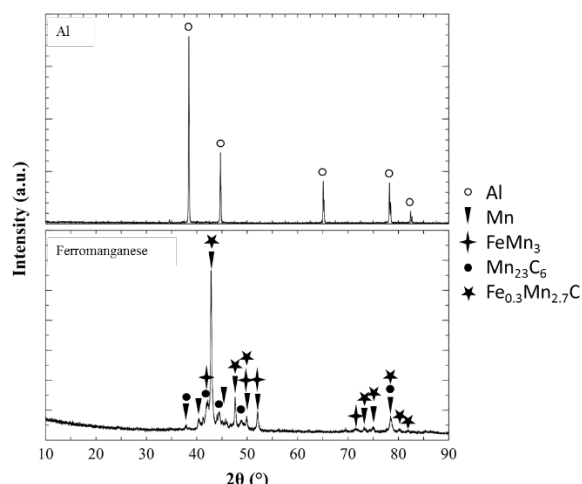 Al
Intensity (a.u.)
Ferromanganese
10 20 30 40 50 60 70 80 90
2θ (°)
Al
Mn
FeMn₃
Mn₂₃C₆
Fe₀.₃Mn₂.₇C